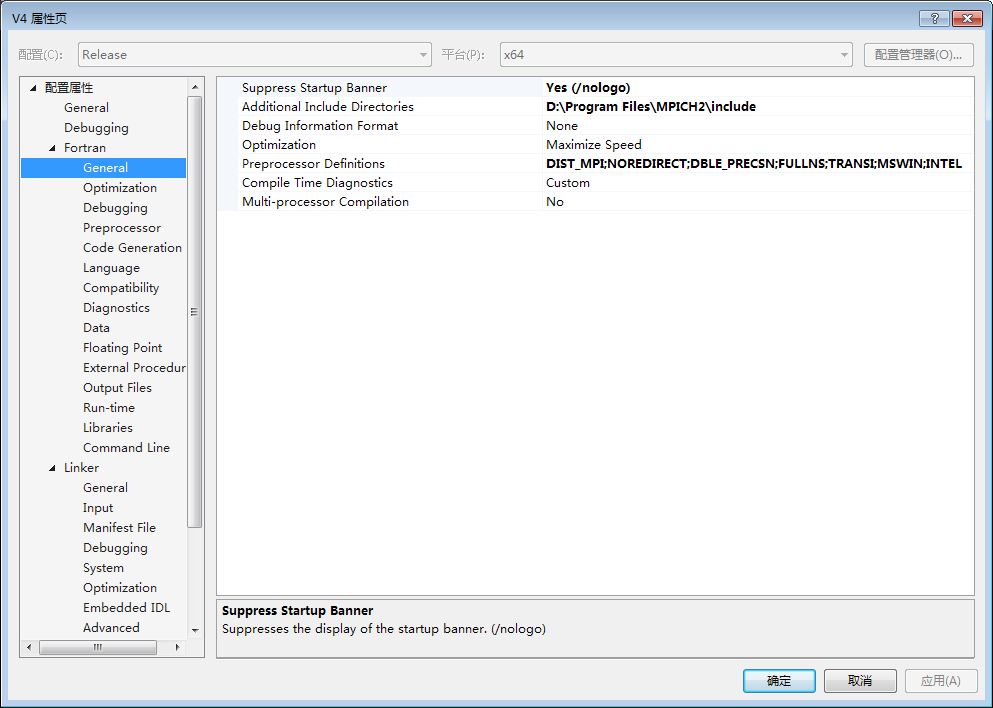 V4 属性页
配置(C): Release 平台(P): x64 配置管理器(O)...
配置属性
General
Debugging
Fortran
General
Optimization
Debugging
Preprocessor
Code Generation
Language
Compatibility
Diagnostics
Data
Floating Point
External Procedur
Output Files
Run-time
Libraries
Command Line
Linker
General
Input
Manifest File
Debugging
System
Optimization
Embedded IDL
Advanced
Suppress Startup Banner Yes (/nologo)
Additional Include Directories D:\Program Files\MPICH2\include
Debug Information Format None
Optimization Maximize Speed
Preprocessor Definitions DIST_MPI;NOREDIRECT;DBLE_PRECSN;FULLNS;TRANSI;MSWIN;INTEL
Compile Time Diagnostics Custom
Multi-processor Compilation No
Suppress Startup Banner
Suppresses the display of the startup banner. (/nologo)
确定 取消 应用(A)